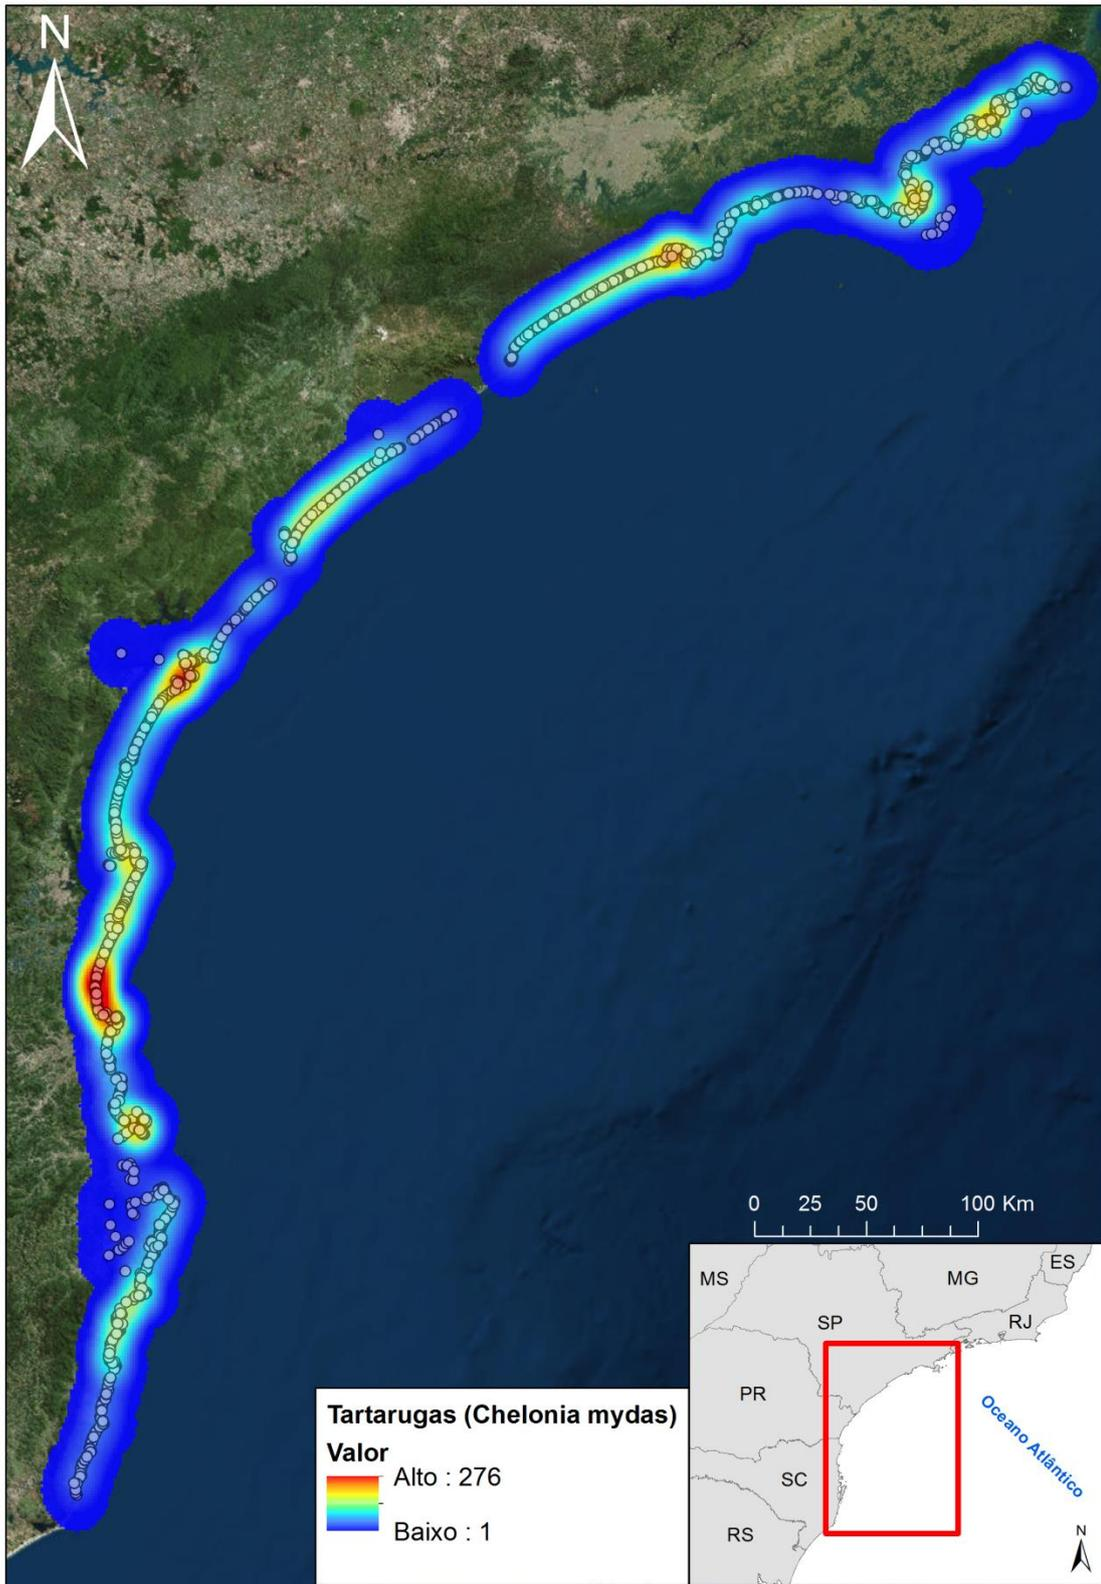 N
0 25 50 100 Km
MS
MG
ES
SP
RJ
PR
Oceano Atlântico
SC
RS
N
Tartarugas (Chelonia mydas)
Valor
Alto : 276
Baixo : 1